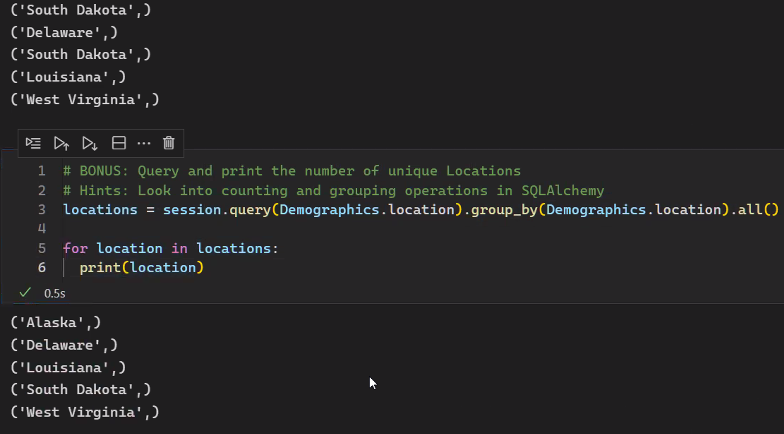 ('South Dakota',)
('Delaware',)
('South Dakota',)
('Louisiana',)
('West Virginia',)
1 # BONUS: Query and print the number of unique Locations
2 # Hints: Look into counting and grouping operations in SQLAlchemy
3 locations = session.query(Demographics.location).group_by(Demographics.location).all()
4
5 for location in locations:
6   print(location)
0.5s
('Alaska',)
('Delaware',)
('Louisiana',)
('South Dakota',)
('West Virginia',)